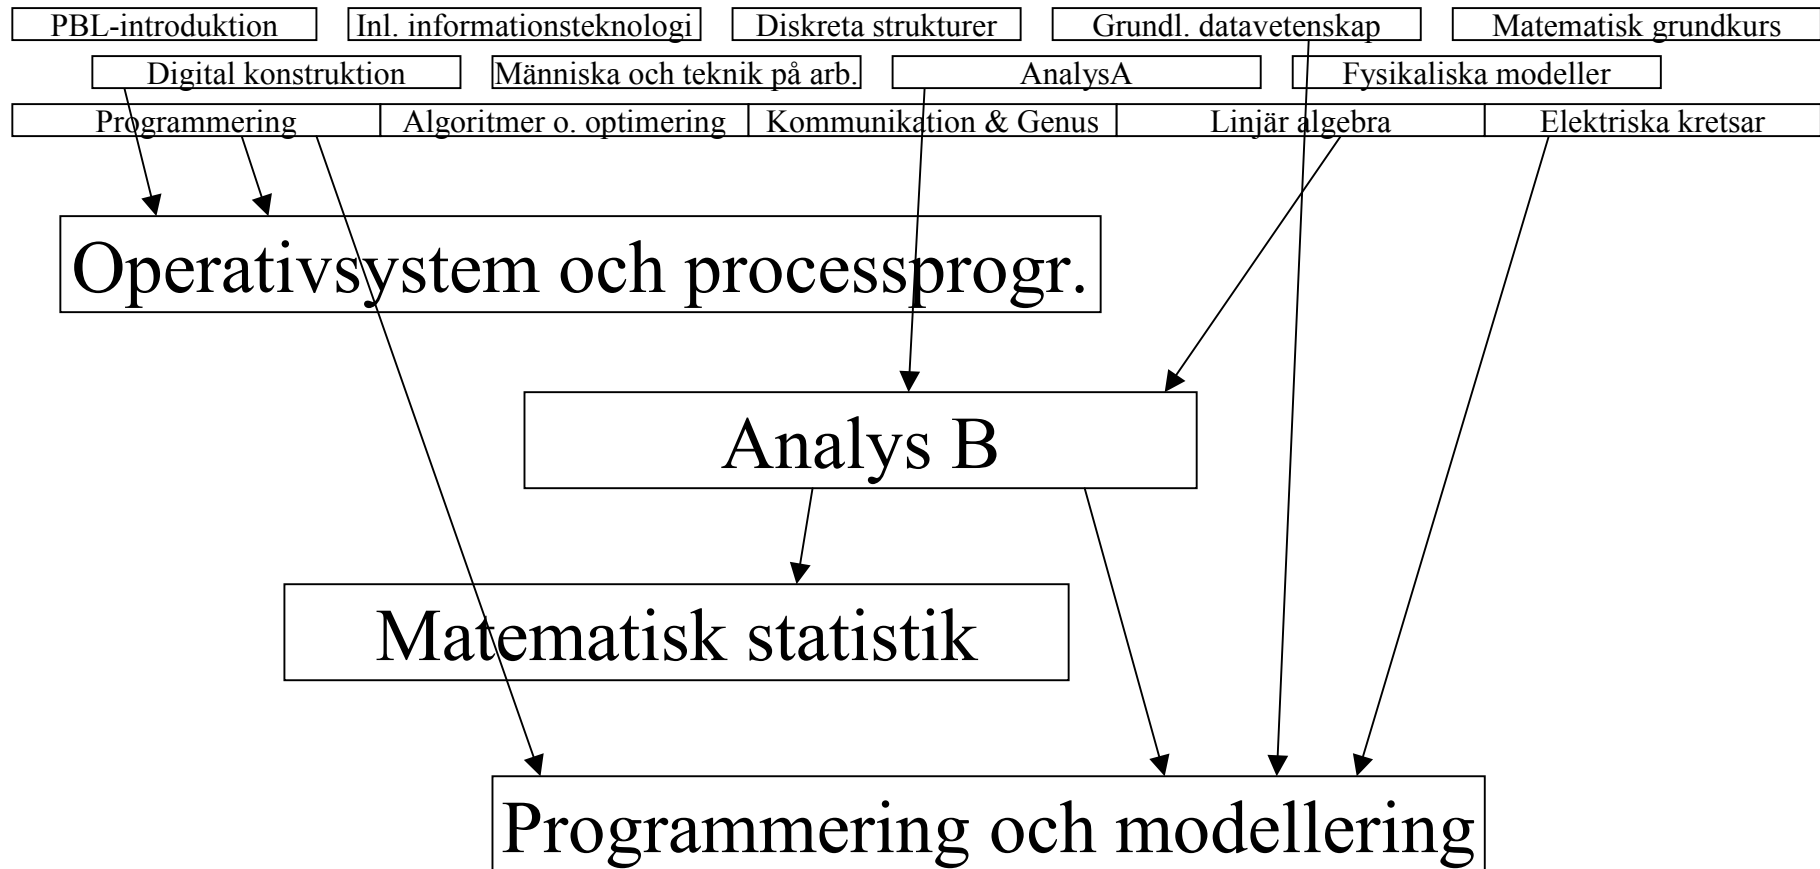 PBL-introduktion Inl. informationsteknologi Diskreta strukturer Grundl. datavetenskap Matematisk grundkurs
Digital konstruktion Människa och teknik på arb. AnalysA Fysikaliska modeller
Programmering Algoritmer o. optimering Kommunikation & Genus Linjär algebra Elektriska kretsar
Operativsystem och processprogr.
Analys B
Matematisk statistik
Programmering och modellering